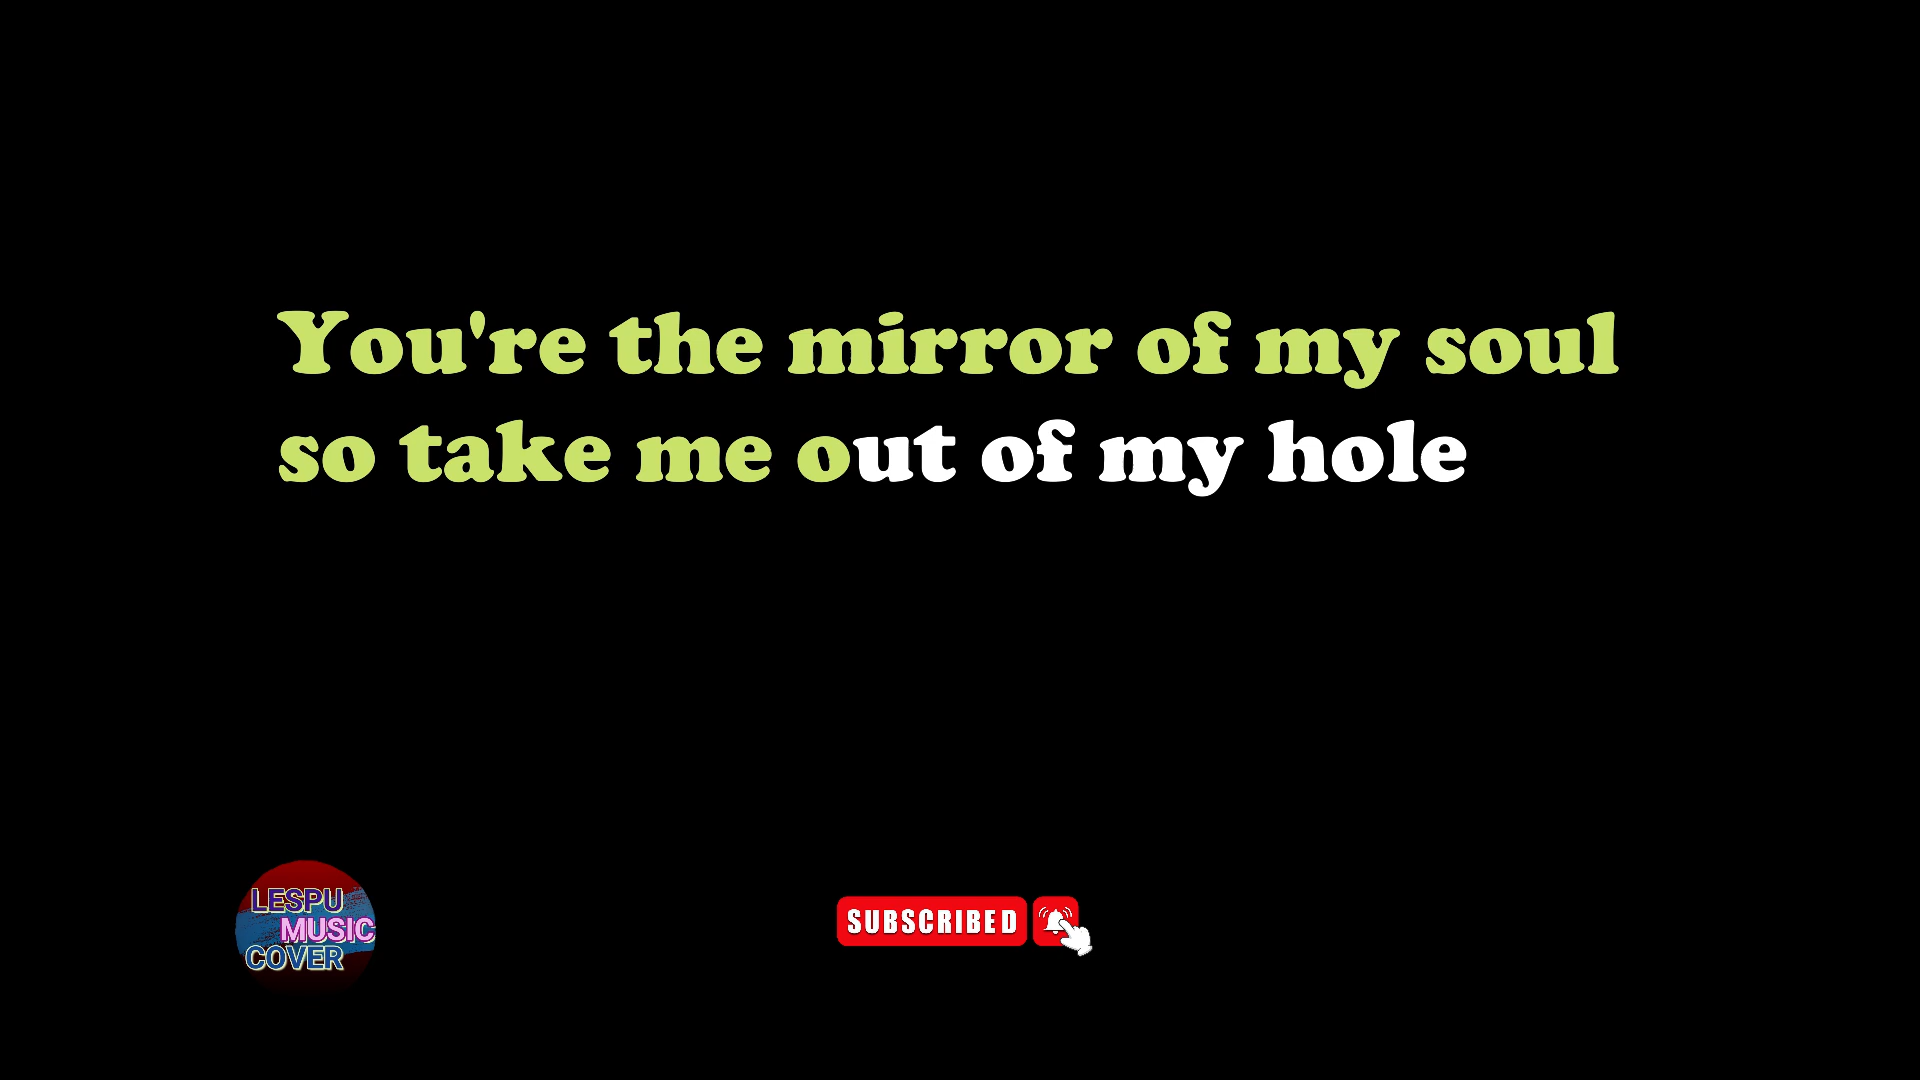 You're the mirror of my soul
so take me out of my hole
LESPU
MUSIC
COVER
SUBSCRIBED